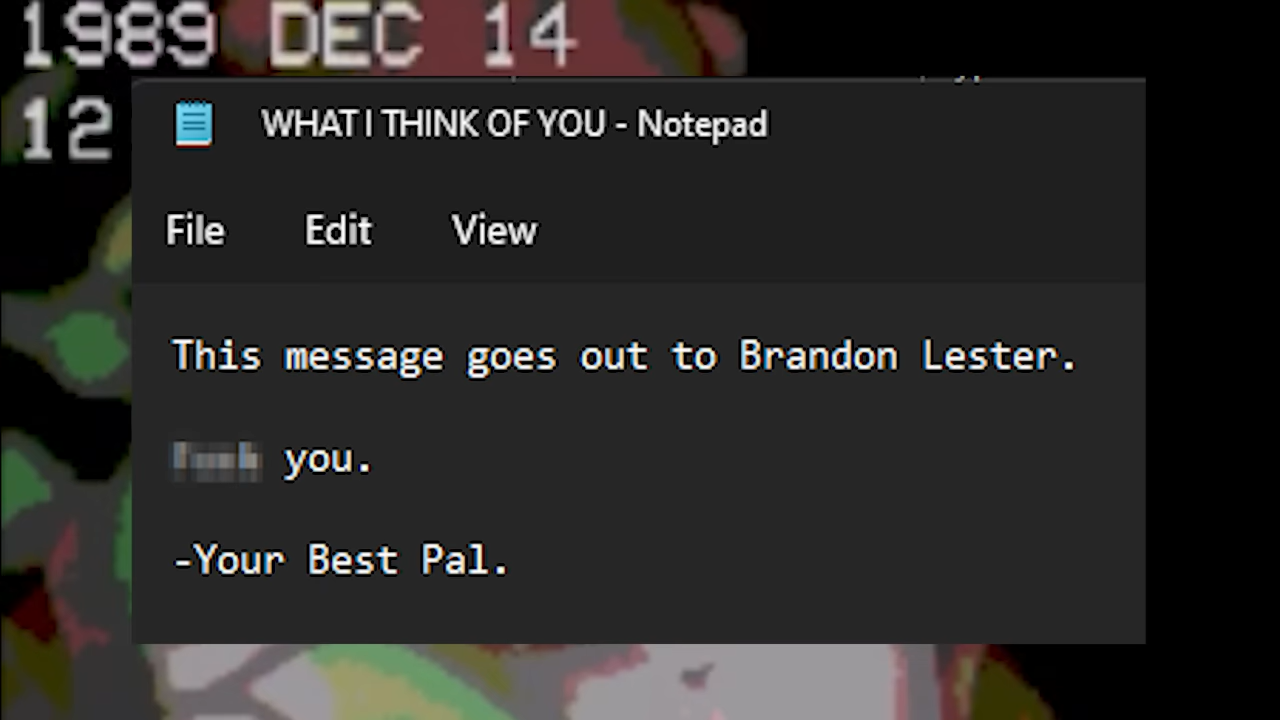 1989 DEC 14
12
WHAT I THINK OF YOU - Notepad
File Edit View
This message goes out to Brandon Lester.
you.
-Your Best Pal.